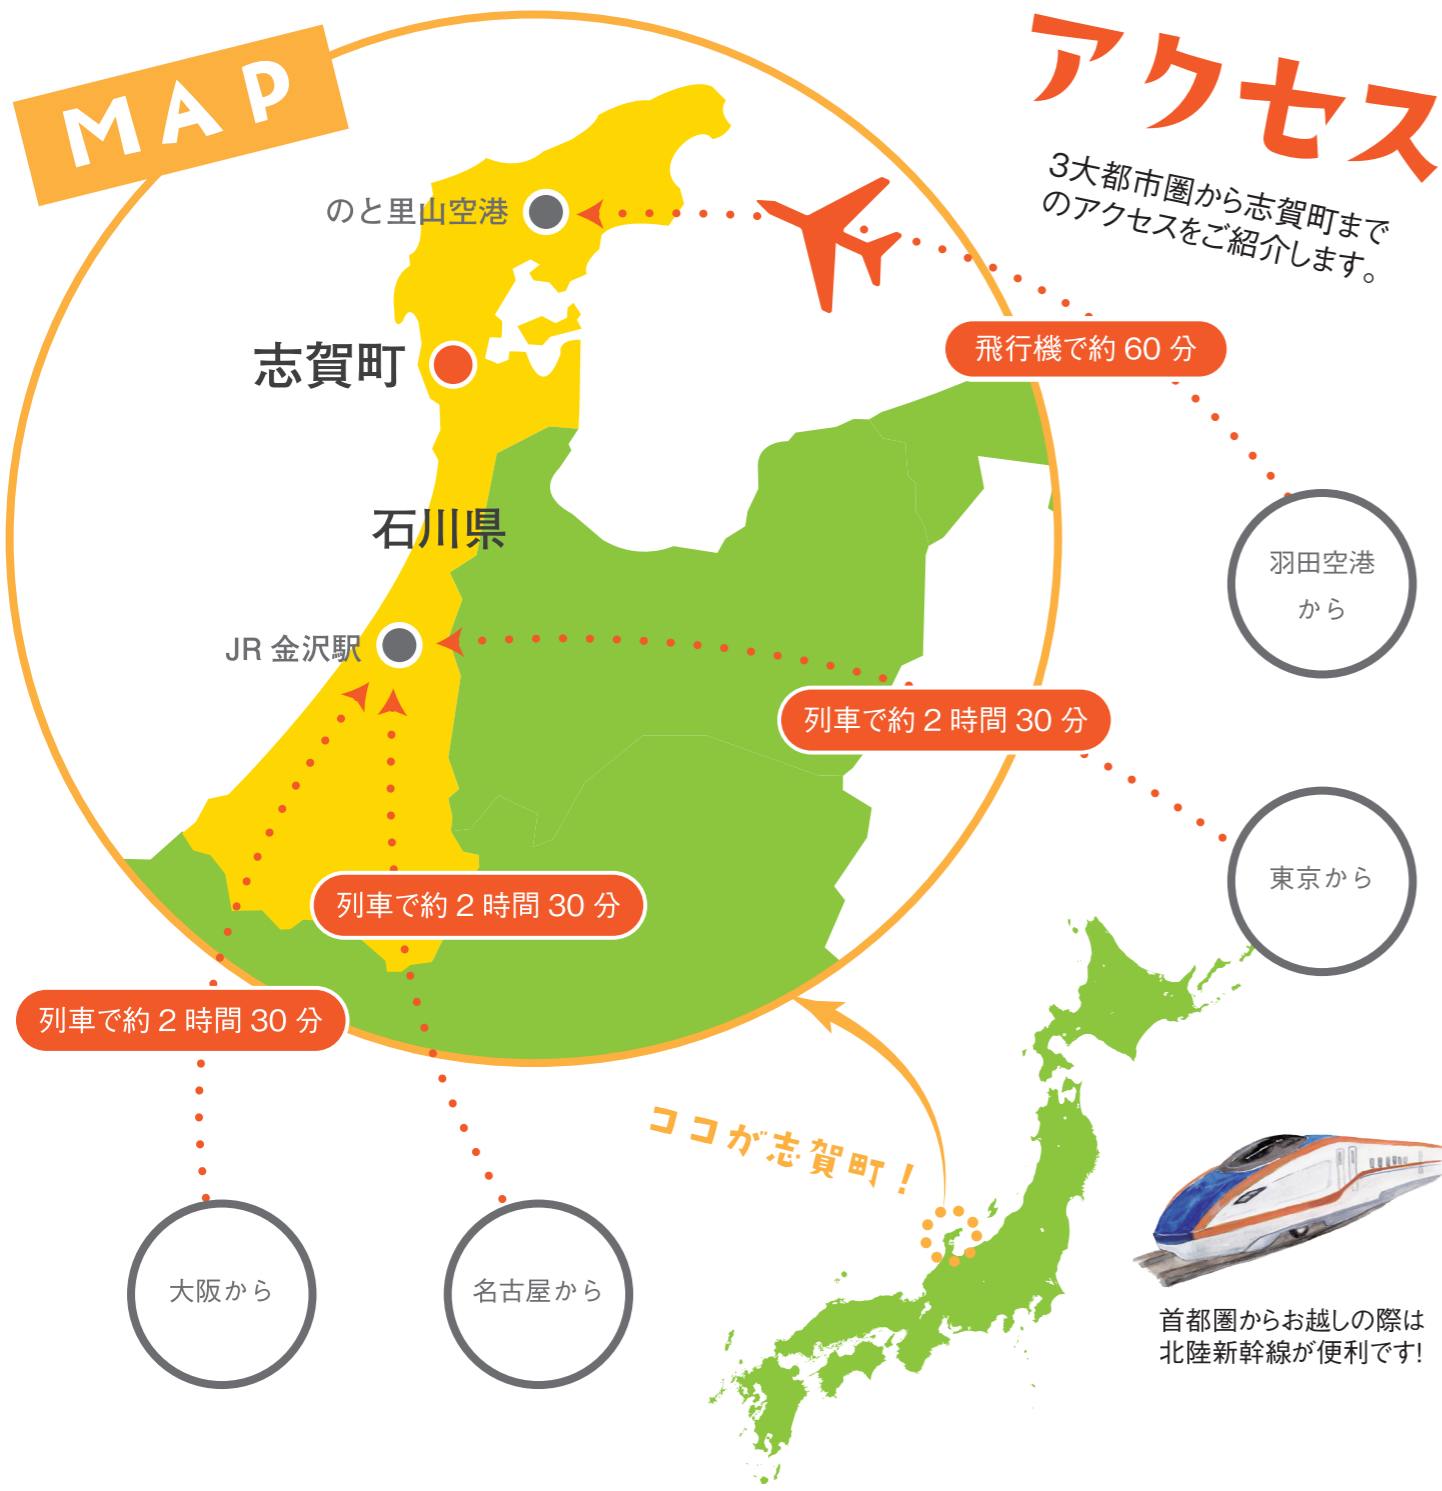 MAP
アクセス
3大都市圏から志賀町まで
のアクセスをご紹介します。
のと里山空港
飛行機で約 60 分
志賀町
石川県
羽田空港
から
JR 金沢駅
列車で約 2 時間 30 分
東京から
列車で約 2 時間 30 分
列車で約 2 時間 30 分
ココが志賀町！
大阪から
名古屋から
首都圏からお越しの際は
北陸新幹線が便利です!